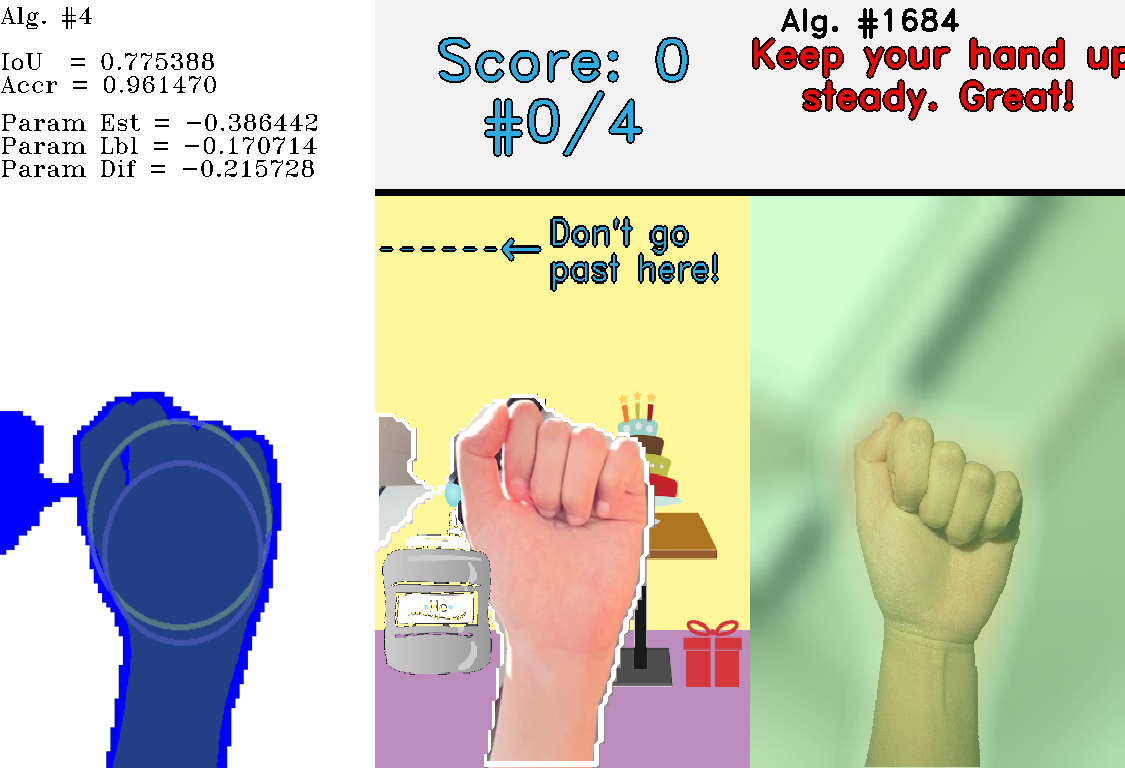 Alg. #4
IoU = 0.775388
Accr = 0.961470
Param Est = −0.386442
Param Lbl = −0.170714
Param Dif = −0.215728
Score: 0
#0/4
Alg. #1684
Keep your hand up
steady. Great!
Don't go
past here!